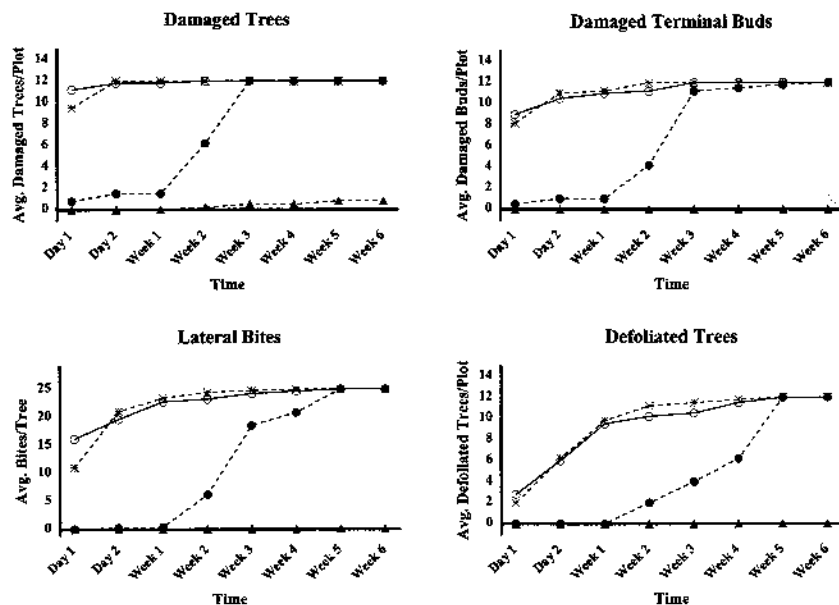 Damaged Trees
Avg. Damaged Trees/Plot
14
12
10
8
6
4
2
0
Day 1
Day 2
Week 1
Week 2
Week 3
Week 4
Week 5
Week 6
Time
Damaged Terminal Buds
Avg. Damaged Buds/Plot
14
12
10
8
6
4
2
0
Day 1
Day 2
Week 1
Week 2
Week 3
Week 4
Week 5
Week 6
Time
Lateral Bites
Avg. Bites/Tree
25
20
15
10
5
0
Day 1
Day 2
Week 1
Week 2
Week 3
Week 4
Week 5
Week 6
Time
Defoliated Trees
Avg. Defoliated Trees/Plot
14
12
10
8
6
4
2
0
Day 1
Day 2
Week 1
Week 2
Week 3
Week 4
Week 5
Week 6
Time